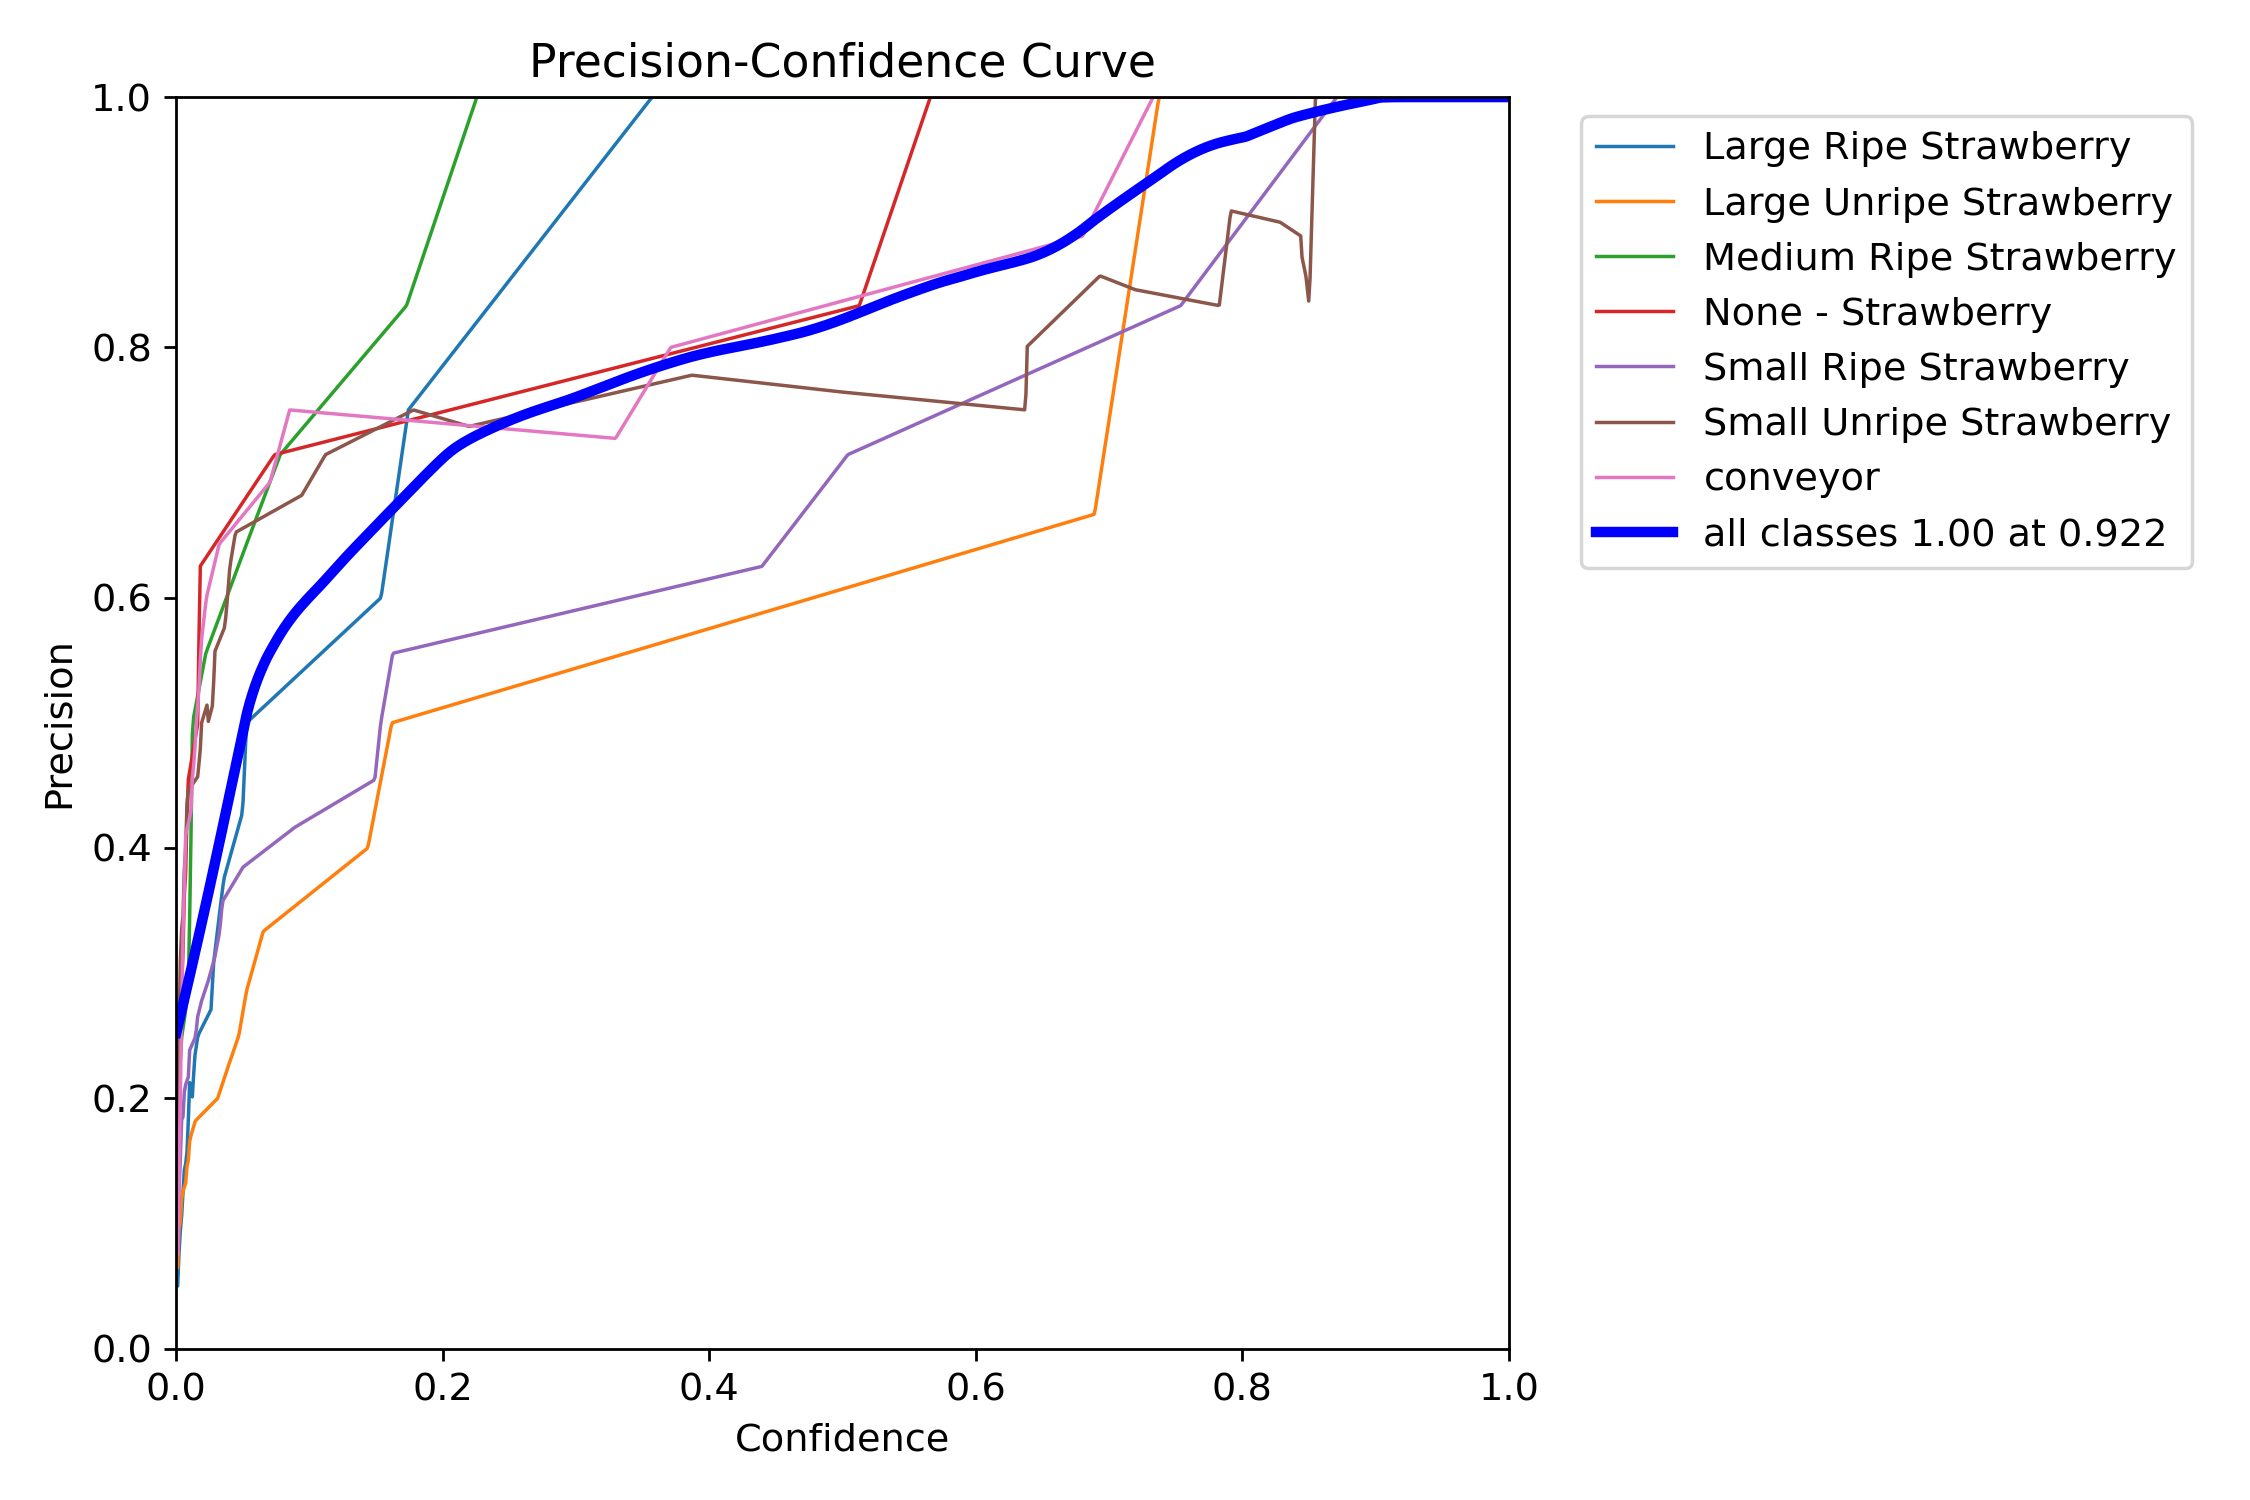 Precision-Confidence Curve
1.0
0.8
0.6
0.4
0.2
0.0
Precision
0.0 0.2 0.4 0.6 0.8 1.0
Confidence
Large Ripe Strawberry
Large Unripe Strawberry
Medium Ripe Strawberry
None - Strawberry
Small Ripe Strawberry
Small Unripe Strawberry
conveyor
all classes 1.00 at 0.922